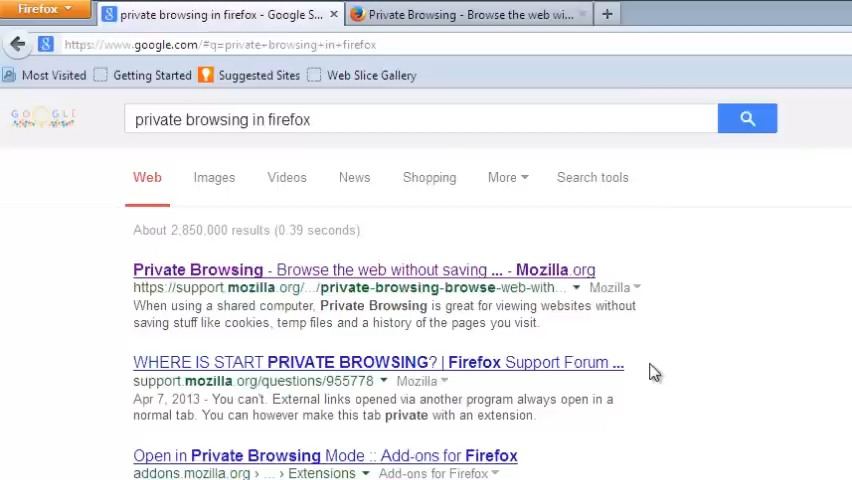 Firefox
private browsing in firefox - Google S...
Private Browsing - Browse the web wi...
https://www.google.com/#q=private+browsing+in+firefox
Most Visited
Getting Started
Suggested Sites
Web Slice Gallery
GOOGLE
private browsing in firefox
Web
Images
Videos
News
Shopping
More
Search tools
About 2,850,000 results (0.39 seconds)
Private Browsing - Browse the web without saving ... - Mozilla.org
https://support.mozilla.org/.../private-browsing-browse-web-with... Mozilla
When using a shared computer, Private Browsing is great for viewing websites without
saving stuff like cookies, temp files and a history of the pages you visit.
WHERE IS START PRIVATE BROWSING? | Firefox Support Forum ...
support.mozilla.org/questions/955778 Mozilla
Apr 7, 2013 - You can't. External links opened via another program always open in a
normal tab. You can however make this tab private with an extension.
Open in Private Browsing Mode :: Add-ons for Firefox
addons.mozilla.org › ... › Extensions Add-ons for Firefox